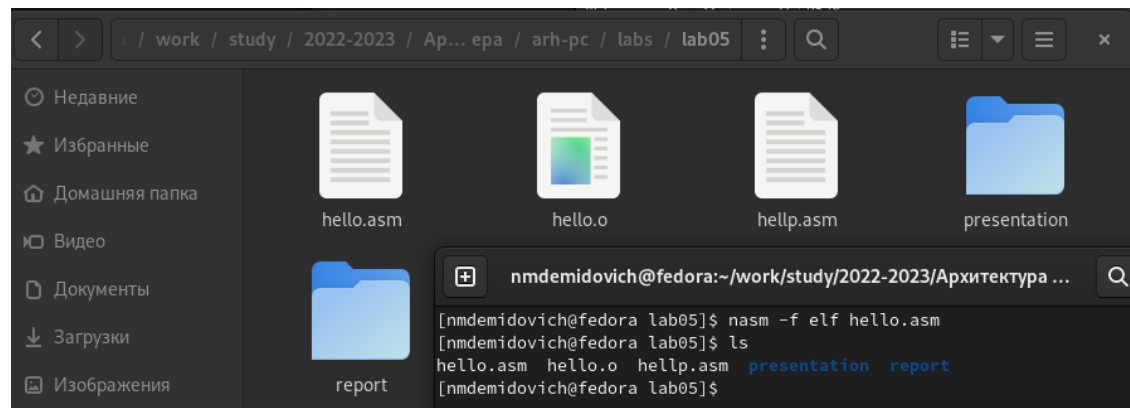 / work / study / 2022-2023 / Ap... epa / arh-pc / labs / lab05
Недавние
Избранные
Домашняя папка
Видео
Документы
Загрузки
Изображения
hello.asm
hello.o
hellp.asm
presentation
report
nmdemidovich@fedora:~/work/study/2022-2023/Архитектура ...
[nmdemidovich@fedora lab05]$ nasm -f elf hello.asm
[nmdemidovich@fedora lab05]$ ls
hello.asm hello.o hellp.asm presentation report
[nmdemidovich@fedora lab05]$